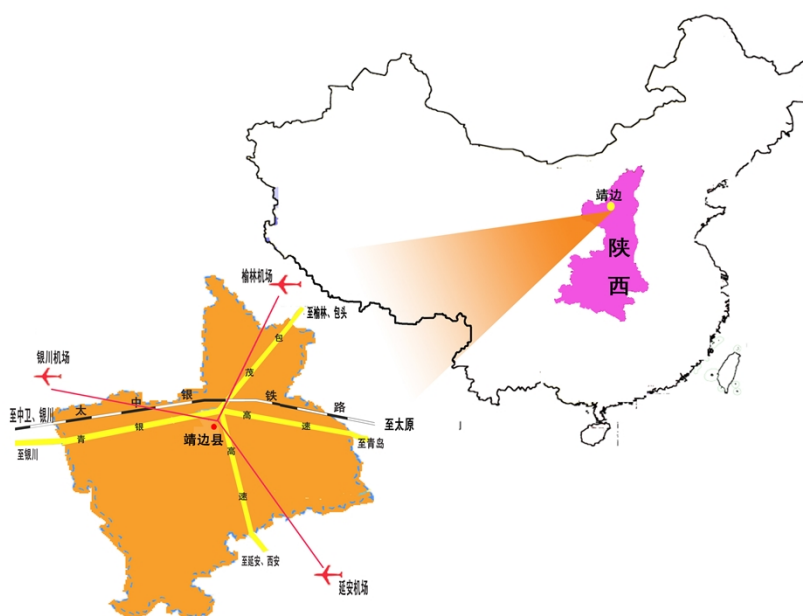 靖边
陕
西
榆林机场
至榆林、包头
包
茂
银川机场
太 中 银 铁 路
至中卫、银川
至太原
青 银 高 速
至银川
至青岛
靖边县
高
速
至延安、西安
延安机场